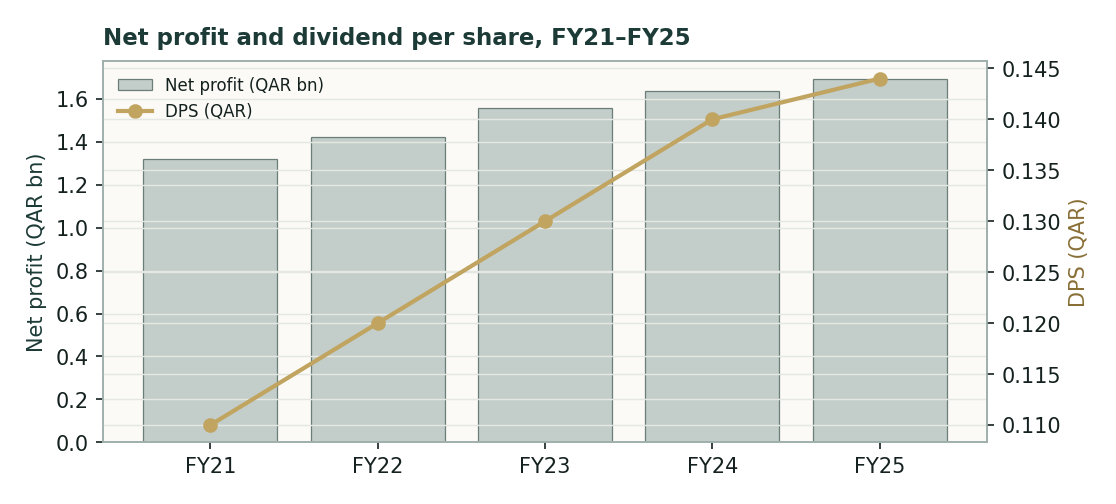 Net profit and dividend per share, FY21–FY25
Net profit (QAR bn)
DPS (QAR)
Net profit (QAR bn)
1.6
1.4
1.2
1.0
0.8
0.6
0.4
0.2
0.0
0.145
0.140
0.135
0.130
0.125
0.120
0.115
0.110
DPS (QAR)
FY21 FY22 FY23 FY24 FY25